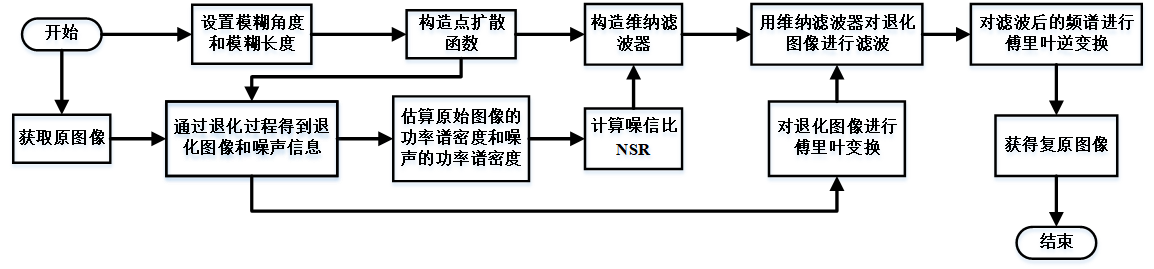 开始
设置模糊角度
和模糊长度
构造点扩散
函数
构造维纳滤
波器
用维纳滤波器对退化
图像进行滤波
对滤波后的频谱进行
傅里叶逆变换
获取原图像
通过退化过程得到退
化图像和噪声信息
估算原始图像的
功率谱密度和噪
声的功率谱密度
计算噪信比
NSR
对退化图像进行
傅里叶变换
获得复原图像
结束